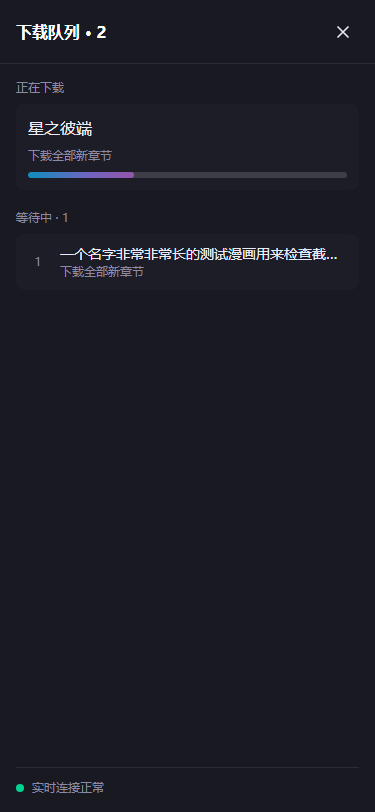 下载队列 • 2
正在下载
星之彼端
下载全部新章节
等待中 · 1
1
一个名字非常非常长的测试漫画用来检查截...
下载全部新章节
实时连接正常